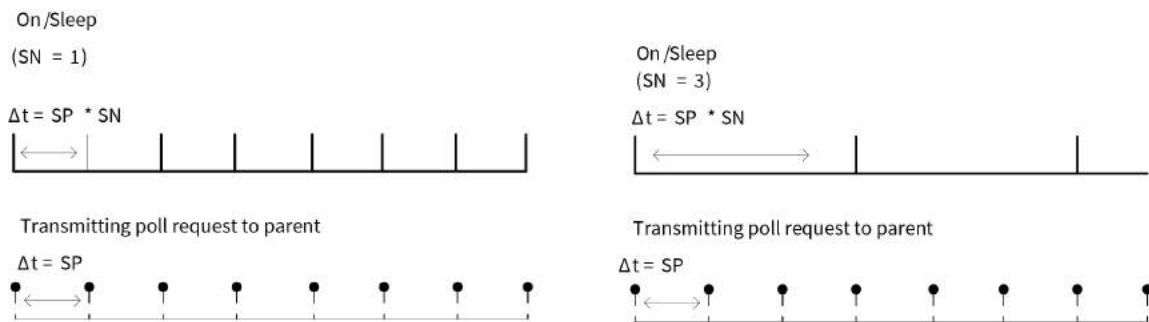 On/Sleep
(SN = 1)
Δt = SP * SN
Transmitting poll request to parent
Δt = SP
On/Sleep
(SN = 3)
Δt = SP * SN
Transmitting poll request to parent
Δt = SP